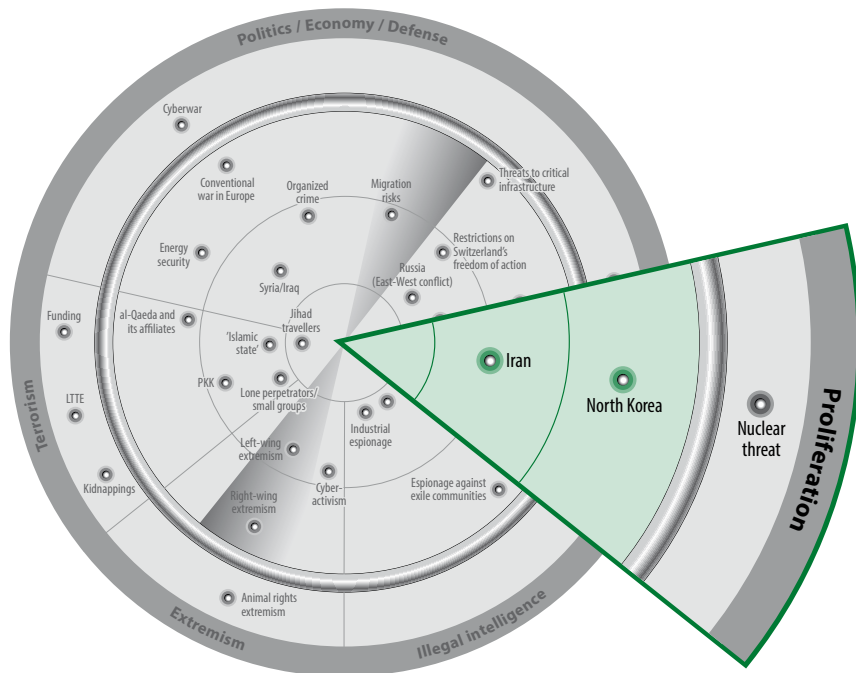 Politics / Economy / Defense
Cyberwar
Conventional
war in Europe
Organized
crime
Migration
risks
Threats to critical
infrastructure
Energy
security
Syria/Iraq
Russia
(East-West conflict)
Restrictions on
Switzerland's
freedom of action
Funding
al-Qaeda and
its affiliates
'Islamic
state'
Jihad
travellers
Iran
North Korea
Nuclear
threat
Proliferation
Terrorism
LTTE
PKK
Lone perpetrators/
small groups
Industrial
espionage
Kidnappings
Left-wing
extremism
Right-wing
extremism
Cyber-
activism
Espionage against
exile communities
Animal rights
extremism
Extremism
Illegal intelligence